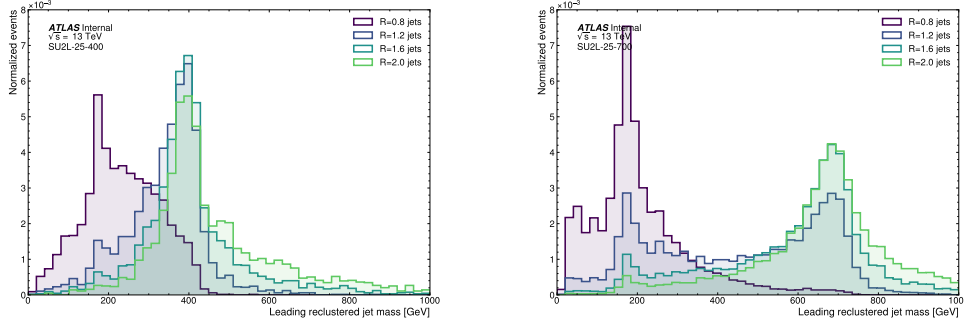 ×10⁻³
Normalized events
8
7
6
5
4
3
2
1
0
ATLAS Internal
√s = 13 TeV
SU2L-25-400
R=0.8 jets
R=1.2 jets
R=1.6 jets
R=2.0 jets
200
400
600
800
1000
Leading reclustered jet mass [GeV]
×10⁻³
Normalized events
8
7
6
5
4
3
2
1
0
ATLAS Internal
√s = 13 TeV
SU2L-25-700
R=0.8 jets
R=1.2 jets
R=1.6 jets
R=2.0 jets
200
400
600
800
100
Leading reclustered jet mass [GeV]